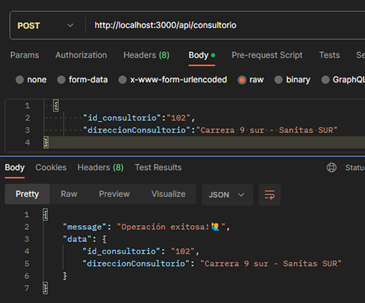 POST http://localhost:3000/api/consultorio
Params Authorization Headers (8) Body Pre-request Script Tests Se
none form-data x-www-form-urlencoded raw binary GraphQL
1 {
2 "id_consultorio":"102",
3 "direccionConsultorio":"Carrera 9 sur - Sanitas SUR"
4 }
Body Cookies Headers (8) Test Results Statu
Pretty Raw Preview Visualize JSON
1 {
2 "message": "Operación exitosa!🙋",
3 "data": {
4 "id_consultorio": "102",
5 "direccionConsultorio": "Carrera 9 sur - Sanitas SUR"
6 }
7 }